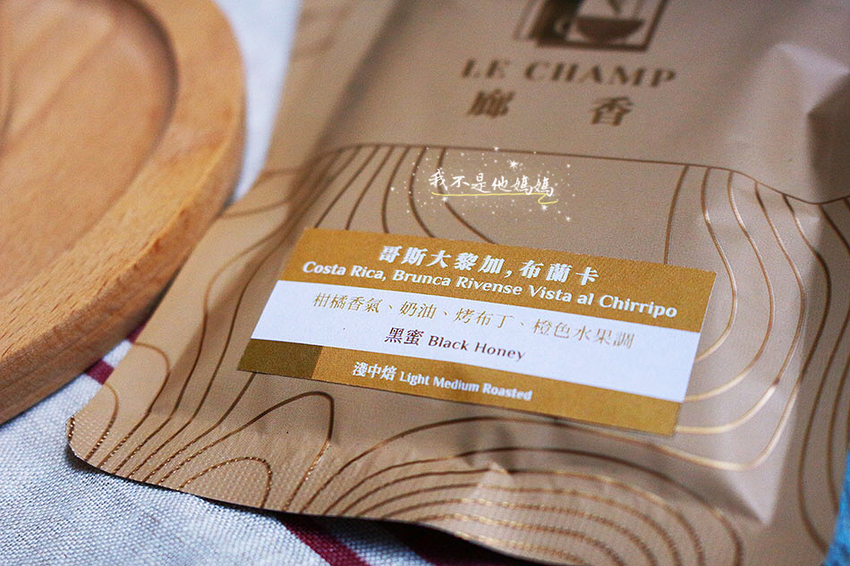 LE CHAMP
廊香
我不是他媽媽
哥斯大黎加,布蘭卡
Costa Rica, Brunca Rivense Vista al Chirripo
柑橘香氣、奶油、烤布丁、橙色水果調
黑蜜 Black Honey
淺中焙 Light Medium Roasted